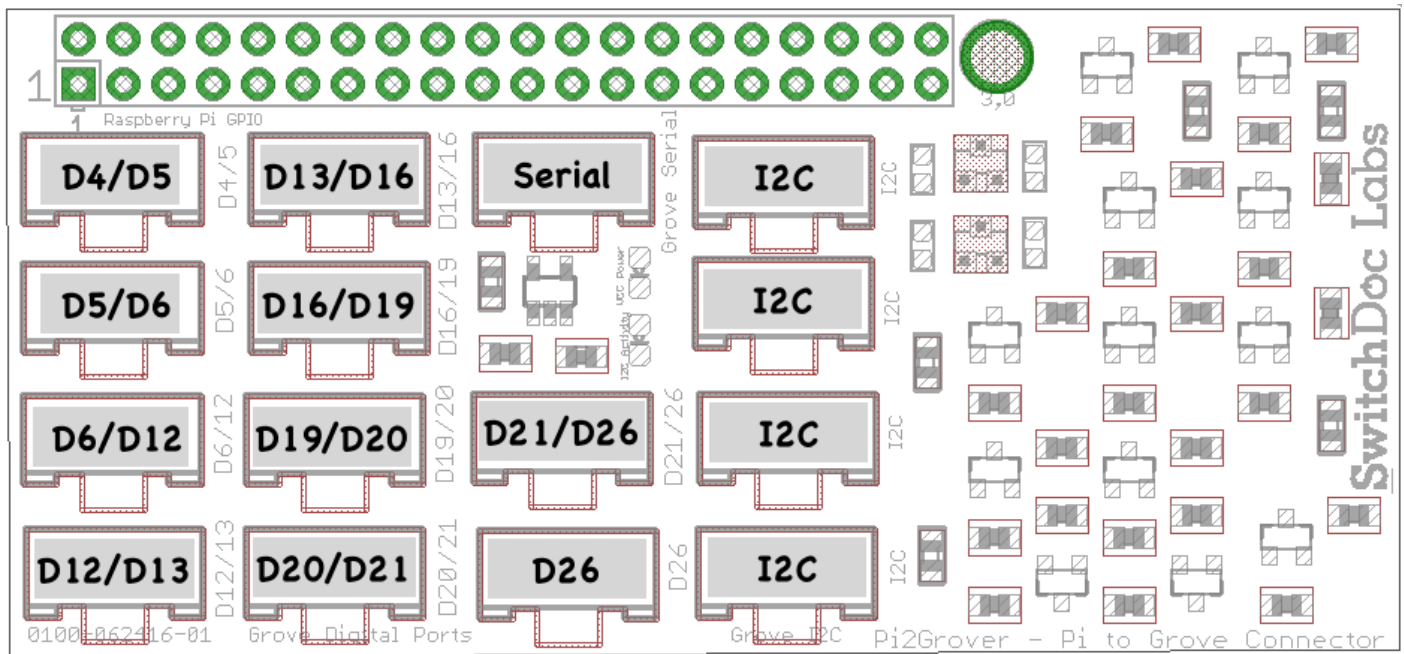 1
1
Raspberry Pi GPIO
3,0
D4/D5
D4/5
D13/D16
D13/16
Serial
Grove Serial
I2C
I2C
D5/D6
D5/6
D16/D19
D16/19
VCC Power
I2C Activity
I2C
I2C
D6/D12
D6/12
D19/D20
D19/20
D21/D26
D21/26
I2C
I2C
D12/D13
D12/13
D20/D21
D20/21
D26
D26
I2C
I2C
SwitchDoc Labs
0100-062416-01
Grove Digital Ports
Grove I2C
Pi2Grover - Pi to Grove Connector